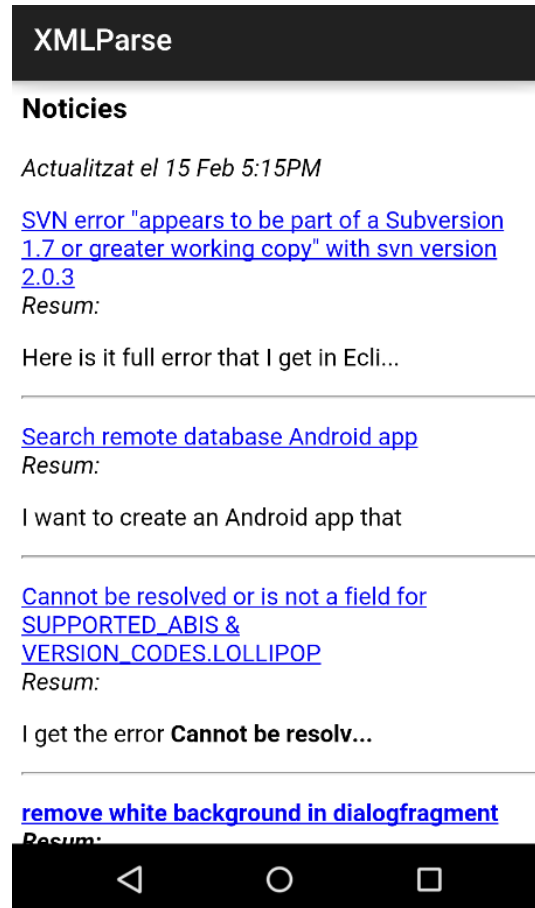 XMLParse
Noticies
Actualitzat el 15 Feb 5:15PM
SVN error "appears to be part of a Subversion
1.7 or greater working copy" with svn version
2.0.3
Resum:
Here is it full error that I get in Ecli...
Search remote database Android app
Resum:
I want to create an Android app that
Cannot be resolved or is not a field for
SUPPORTED_ABIS &
VERSION_CODES.LOLLIPOP
Resum:
I get the error Cannot be resolv...
remove white background in dialogfragment
Resum: